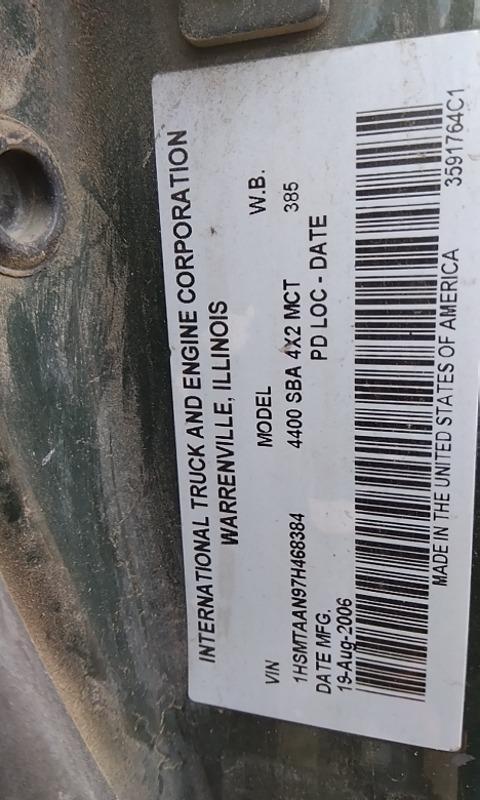 INTERNATIONAL TRUCK AND ENGINE CORPORATION
WARRENVILLE, ILLINOIS
VIN MODEL W.B.
1HSMTAAN97H468384 4400 SBA 4X2 MCT 385
DATE MFG. PD LOC - DATE
19-Aug-2006
MADE IN THE UNITED STATES OF AMERICA 3591764C1